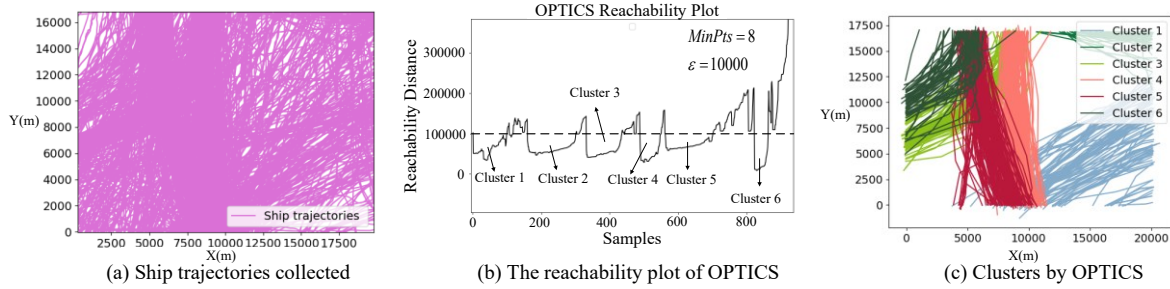 16000
14000
12000
10000
8000
6000
4000
2000
0
Y(m)
Ship trajectories
2500 5000 7500 10000 12500 17500
X(m)
(a) Ship trajectories collected
OPTICS Reachability Plot
MinPts = 8
ε = 10000
300000
200000
100000
0
Reachability Distance
Cluster 3
Cluster 1
Cluster 2
Cluster 4
Cluster 5
Cluster 6
0 200 400 600 800
Samples
(b) The reachability plot of OPTICS
17500
15000
12500
10000
7500
5000
2500
0
Y(m)
Cluster 1
Cluster 2
Cluster 3
Cluster 4
Cluster 5
Cluster 6
0 5000 10000 15000 20000
X(m)
(c) Clusters by OPTICS